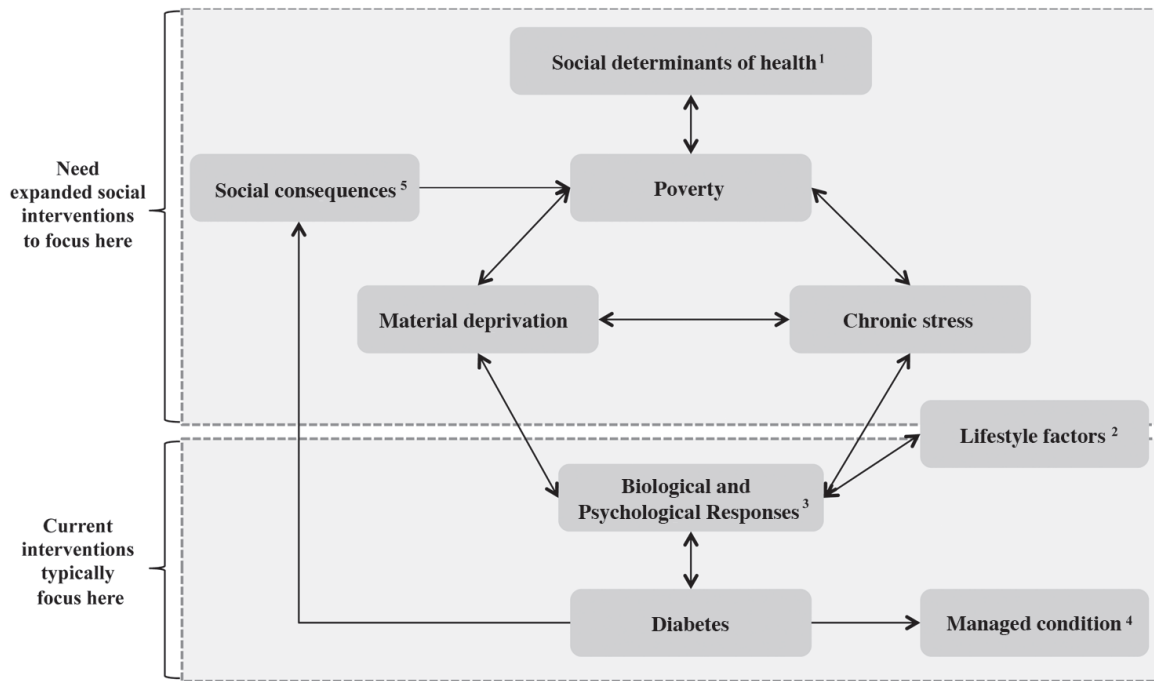 Social determinants of health 1
Need
expanded social
interventions
to focus here
Social consequences 5
Poverty
Material deprivation
Chronic stress
Lifestyle factors 2
Biological and
Psychological Responses 3
Current
interventions
typically
focus here
Diabetes
Managed condition 4